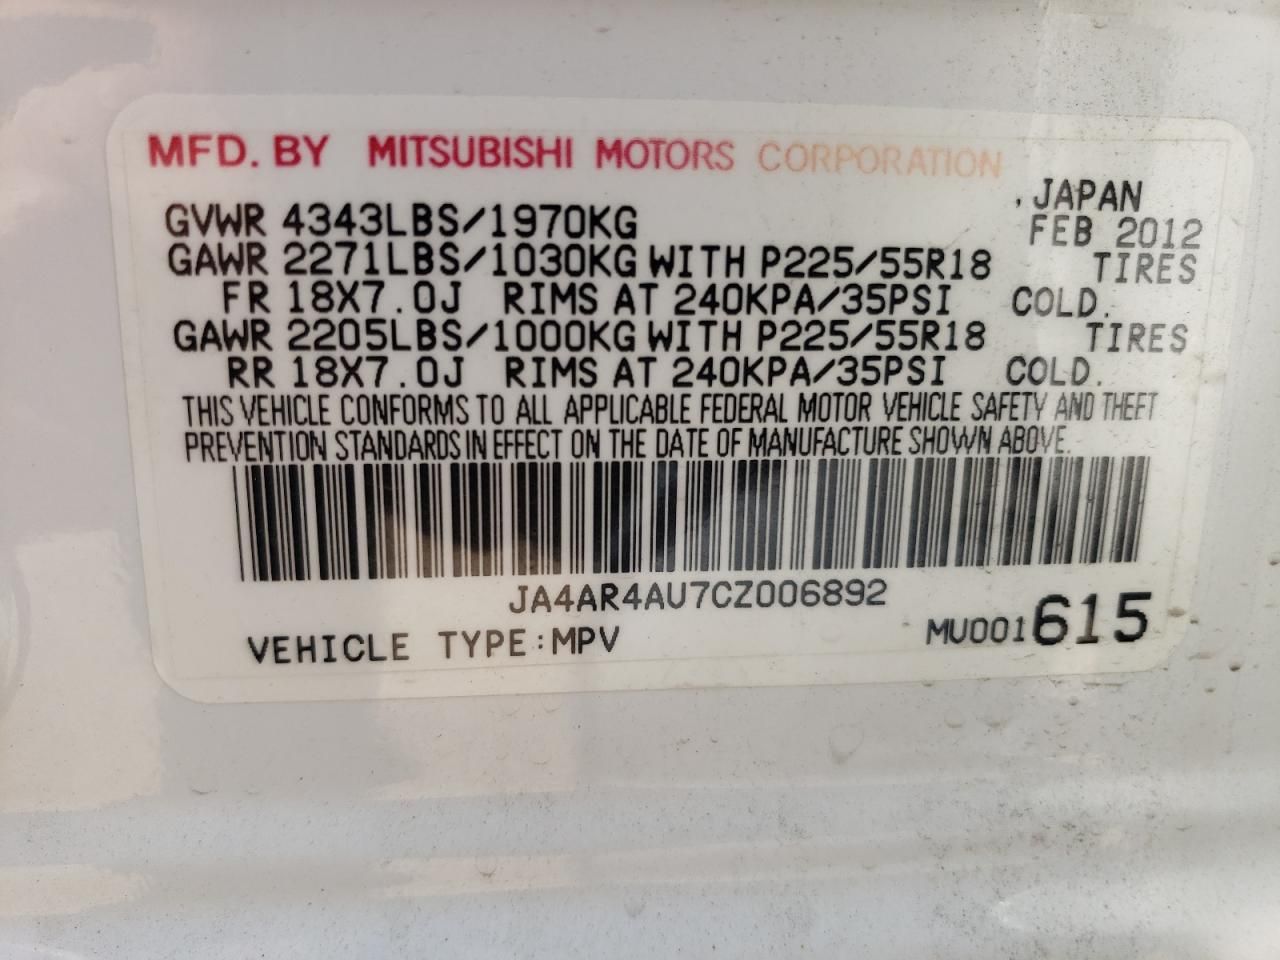 MFD. BY MITSUBISHI MOTORS CORPORATION
JAPAN
GVWR 4343LBS/1970KG FEB 2012
GAWR 2271LBS/1030KG WITH P225/55R18 TIRES
FR 18X7.0J RIMS AT 240KPA/35PSI COLD.
GAWR 2205LBS/1000KG WITH P225/55R18 TIRES
RR 18X7.0J RIMS AT 240KPA/35PSI COLD.
THIS VEHICLE CONFORMS TO ALL APPLICABLE FEDERAL MOTOR VEHICLE SAFETY AND THEFT
PREVENTION STANDARDS IN EFFECT ON THE DATE OF MANUFACTURE SHOWN ABOVE.
JA4AR4AU7CZ006892
VEHICLE TYPE:MPV MU001615